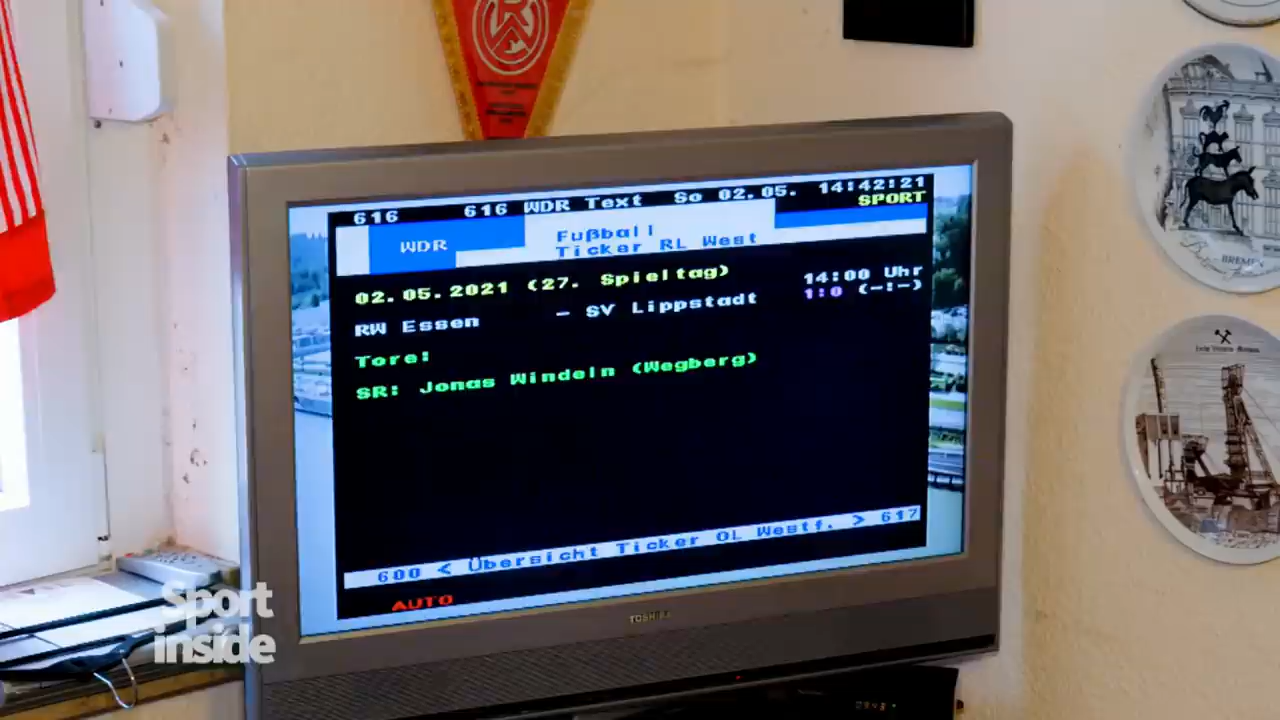 616 616 WDR Text So 02.05. 14:42:21
SPORT
WDR
Fußball
Ticker RL West
02.05.2021 (27. Spieltag) 14:00 Uhr
RW Essen - SV Lippstadt 1:0 (-:-)
Tore:
SR: Jonas Windeln (Wegberg)
600 < Übersicht Ticker OL Westf. > 617
AUTO
TOSHIBA
Sport
inside
BREMEN